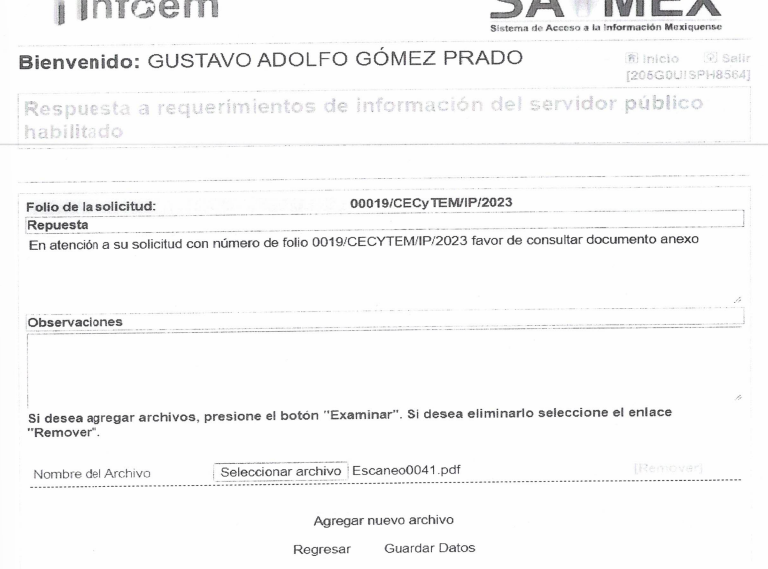 infoem
SAIMEX
Sistema de Acceso a la Información Mexiquense
Bienvenido: GUSTAVO ADOLFO GÓMEZ PRADO
Inicio Salir
[205G0UISPH8564]
Respuesta a requerimientos de información del servidor público
habilitado
Folio de la solicitud: 00019/CECyTEM/IP/2023
Repuesta
En atención a su solicitud con número de folio 0019/CECYTEM/IP/2023 favor de consultar documento anexo
Observaciones
Si desea agregar archivos, presione el botón "Examinar". Si desea eliminarlo seleccione el enlace
"Remover".
Nombre del Archivo Seleccionar archivo Escaneo0041.pdf [Remover]
Agregar nuevo archivo
Regresar Guardar Datos